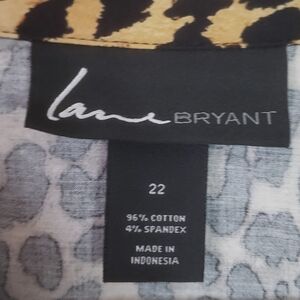 Lane BRYANT
22
96% COTTON
4% SPANDEX
MADE IN
INDONESIA